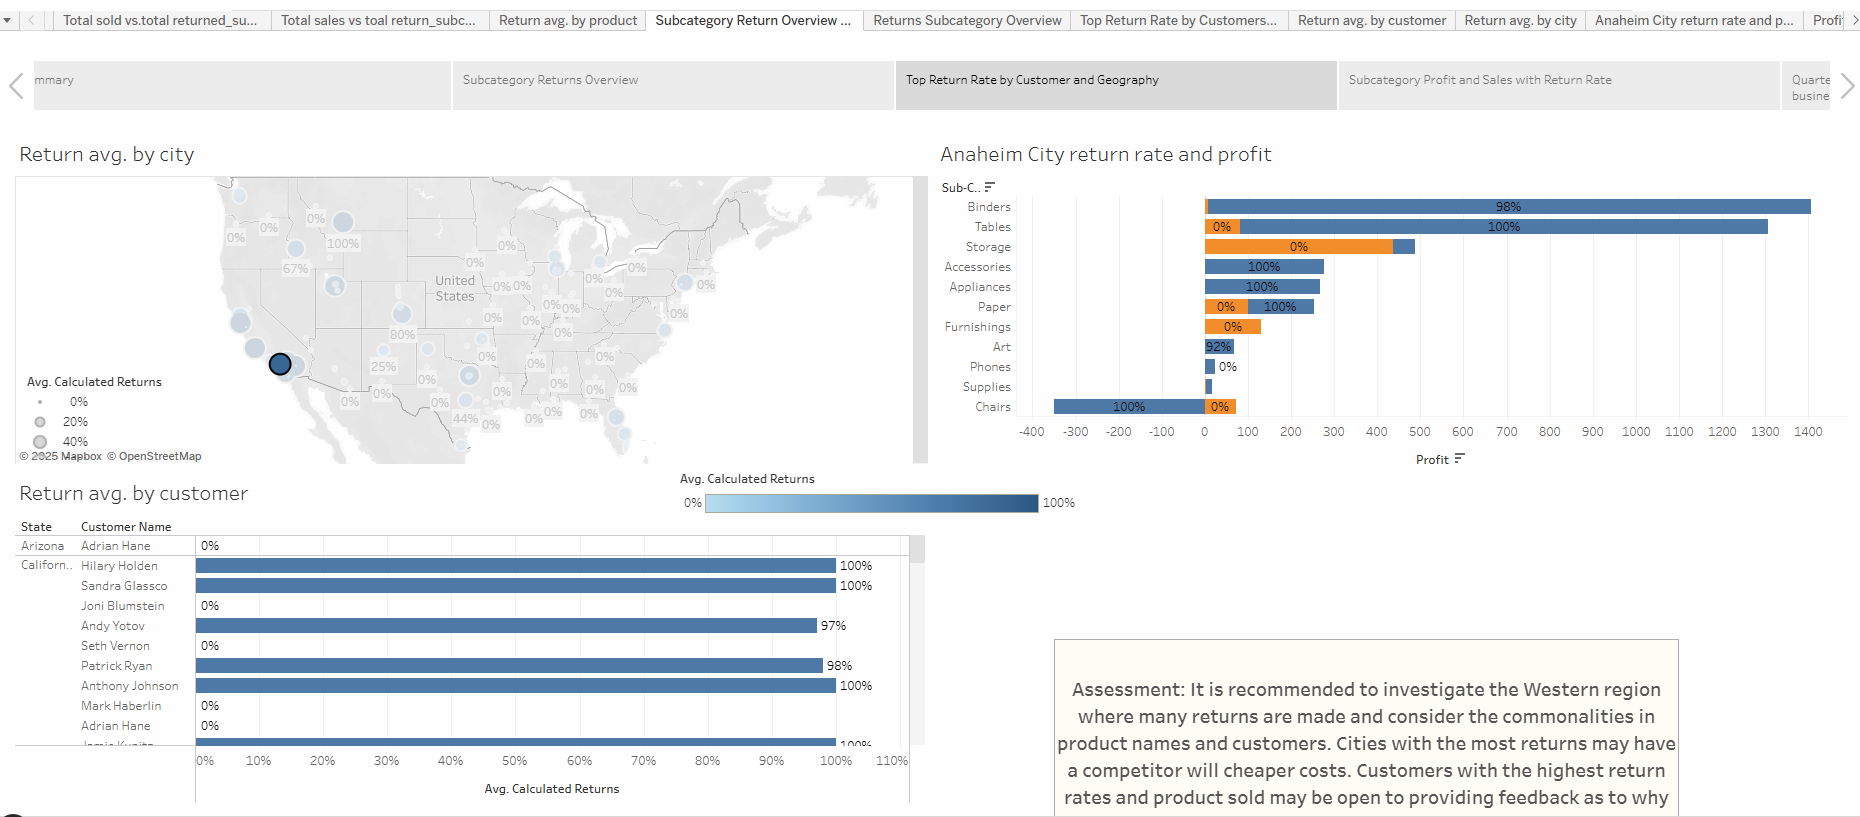 Total sold vs.total returned_su...
Total sales vs toal return_subc...
Return avg. by product
Subcategory Return Overview ...
Returns Subcategory Overview
Top Return Rate by Customers...
Return avg. by customer
Return avg. by city
Anaheim City return rate and p...
Profi
mmary
Subcategory Returns Overview
Top Return Rate by Customer and Geography
Subcategory Profit and Sales with Return Rate
Quarte
busine
Return avg. by city
0%
0%
0%
100%
67%
0%
0%
United
States
0%
0%
0%
0%
0%
0%
0%
0%
0%
0%
0%
0%
80%
25%
0%
0%
0%
0%
0%
0%
0%
0%
0%
0%
0%
0%
44%
0%
0%
0%
0%
Avg. Calculated Returns
0%
20%
40%
© 2025 Mapbox © OpenStreetMap
Anaheim City return rate and profit
Sub-C..
Binders 98%
Tables 0% 100%
Storage 0%
Accessories 100%
Appliances 100%
Paper 0% 100%
Furnishings 0%
Art 92%
Phones 0%
Supplies
Chairs 100% 0%
-400 -300 -200 -100 0 100 200 300 400 500 600 700 800 900 1000 1100 1200 1300 1400
Profit
Avg. Calculated Returns
0% 100%
Return avg. by customer
State Customer Name
Arizona Adrian Hane 0%
Californ.. Hilary Holden 100%
Sandra Glassco 100%
Joni Blumstein 0%
Andy Yotov 97%
Seth Vernon 0%
Patrick Ryan 98%
Anthony Johnson 100%
Mark Haberlin 0%
Adrian Hane 0%
100%
0% 10% 20% 30% 40% 50% 60% 70% 80% 90% 100% 110%
Avg. Calculated Returns
Assessment: It is recommended to investigate the Western region
where many returns are made and consider the commonalities in
product names and customers. Cities with the most returns may have
a competitor will cheaper costs. Customers with the highest return
rates and product sold may be open to providing feedback as to why